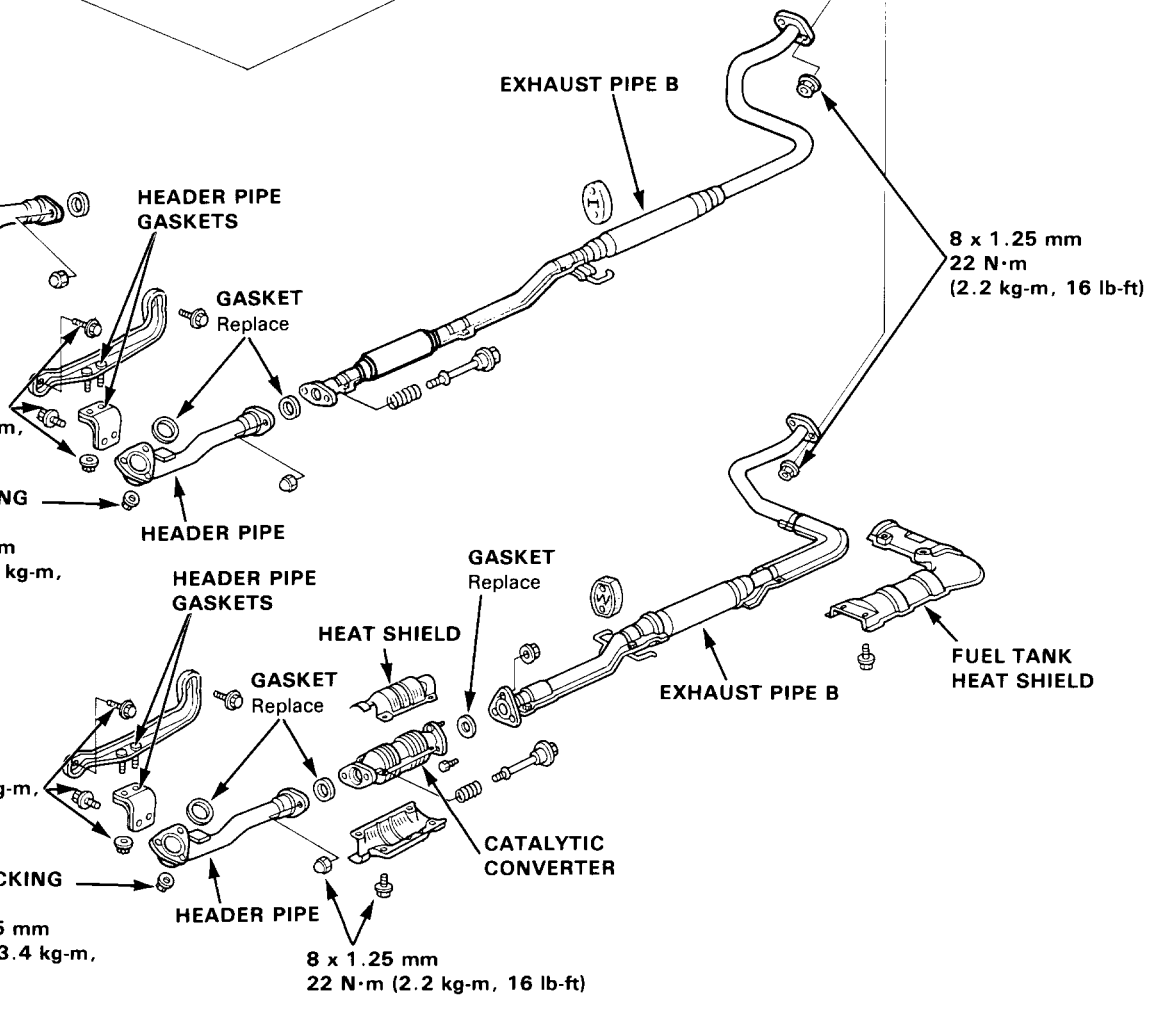 EXHAUST PIPE B
HEADER PIPE
GASKETS
8 x 1.25 mm
22 N·m
(2.2 kg-m, 16 lb-ft)
GASKET
Replace
m,
NG
HEADER PIPE
m
kg-m,
HEADER PIPE
GASKETS
GASKET
Replace
HEAT SHIELD
GASKET
Replace
FUEL TANK
HEAT SHIELD
EXHAUST PIPE B
g-m,
CATALYTIC
CONVERTER
CKING
HEADER PIPE
5 mm
3.4 kg-m,
8 x 1.25 mm
22 N·m (2.2 kg-m, 16 lb-ft)